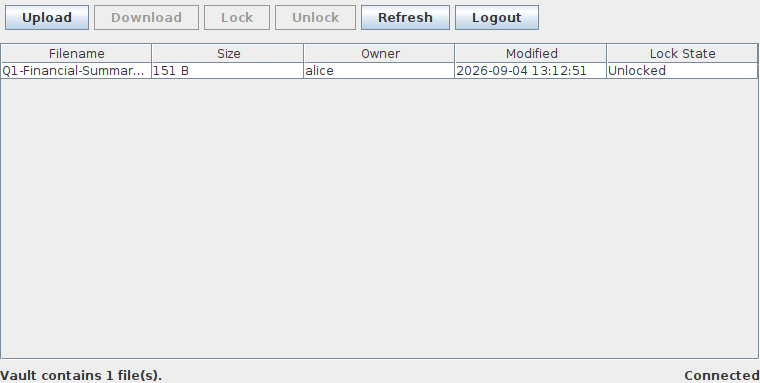 Upload Download Lock Unlock Refresh Logout
Filename Size Owner Modified Lock State
Q1-Financial-Summar... 151 B alice 2026-09-04 13:12:51 Unlocked
Vault contains 1 file(s). Connected